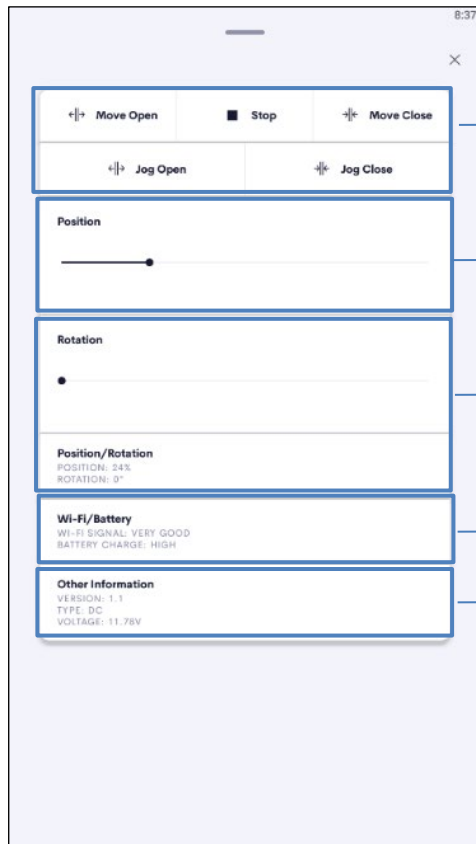 8:37
Move Open
Stop
Move Close
Jog Open
Jog Close
Position
Rotation
Position/Rotation
POSITION: 24%
ROTATION: 0°
Wi-Fi/Battery
WI-FI SIGNAL: VERY GOOD
BATTERY CHARGE: HIGH
Other Information
VERSION: 1.1
TYPE: DC
VOLTAGE: 11.78V